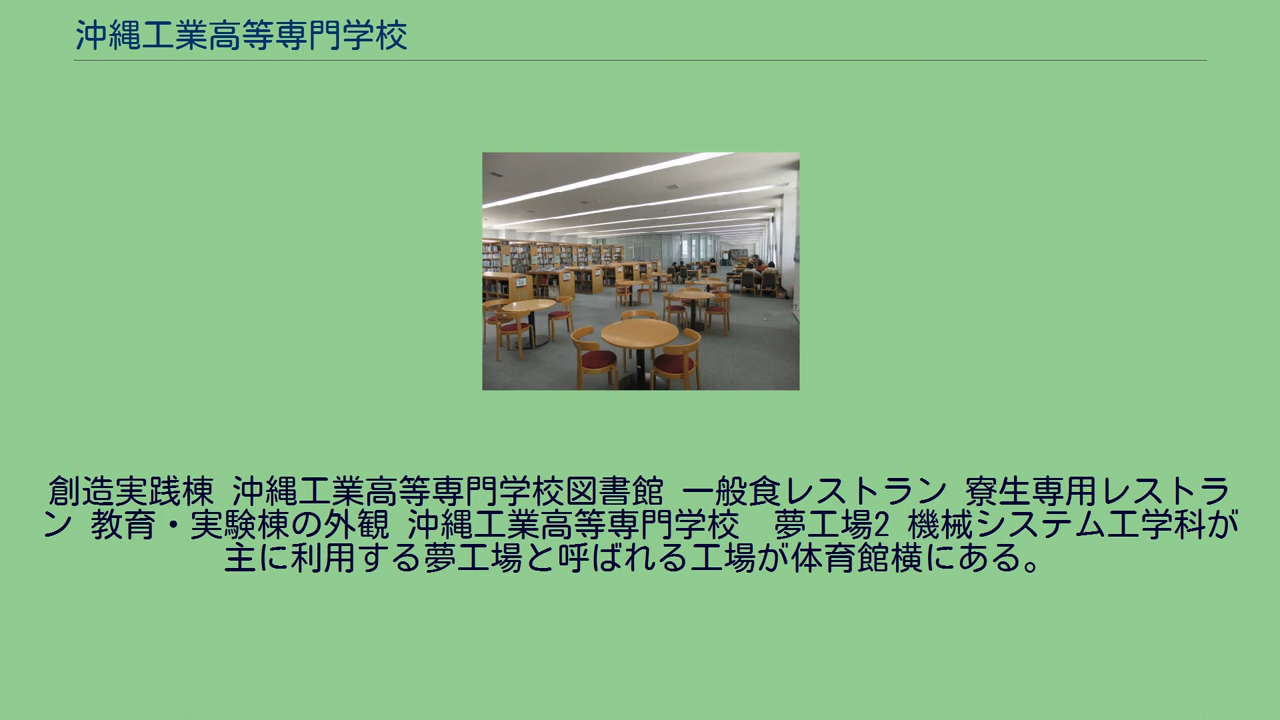 沖縄工業高等専門学校
創造実践棟 沖縄工業高等専門学校図書館 一般食レストラン 寮生専用レストラ
ン 教育・実験棟の外観 沖縄工業高等専門学校　夢工場2 機械システム工学科が
主に利用する夢工場と呼ばれる工場が体育館横にある。